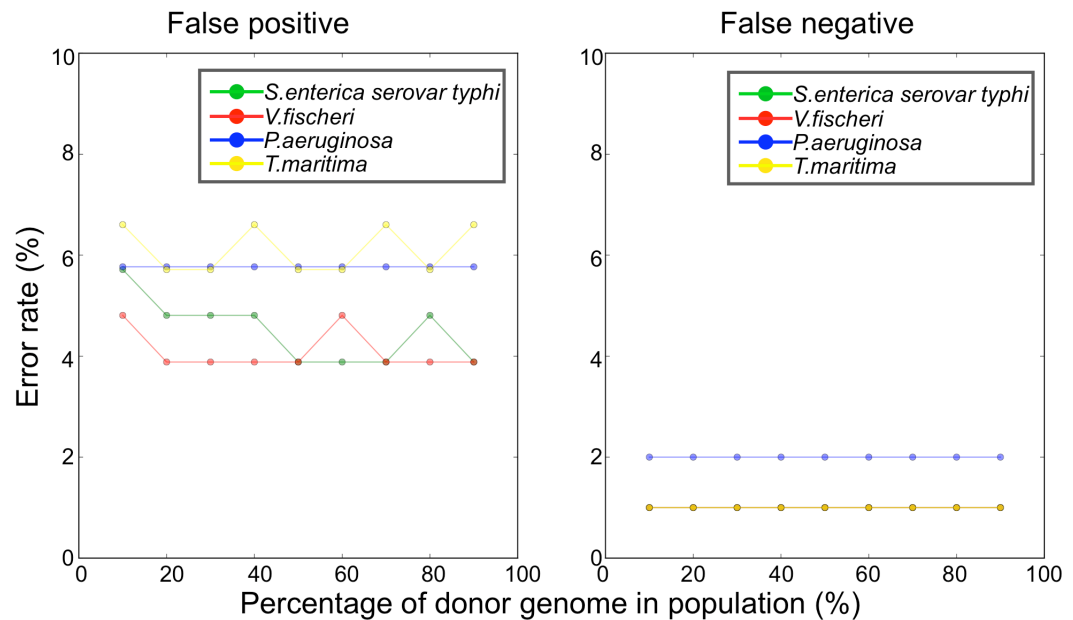 False positive
False negative
10
8
6
4
2
0
Error rate (%)
S.enterica serovar typhi
V.fischeri
P.aeruginosa
T.maritima
0 20 40 60 80 100
10
8
6
4
2
0
S.enterica serovar typhi
V.fischeri
P.aeruginosa
T.maritima
0 20 40 60 80 100
Percentage of donor genome in population (%)